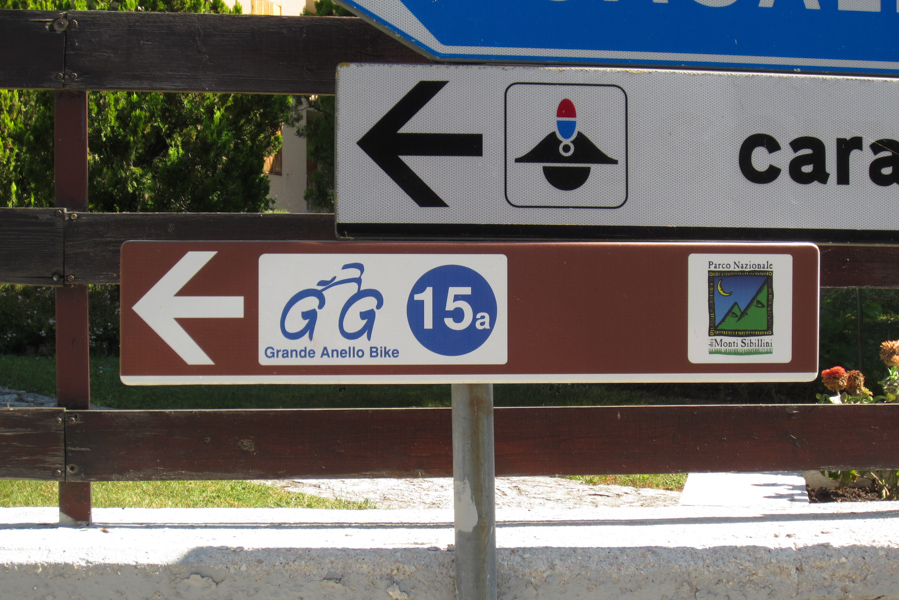 cara
15a
Grande Anello Bike
Parco Nazionale
dei Monti Sibillini